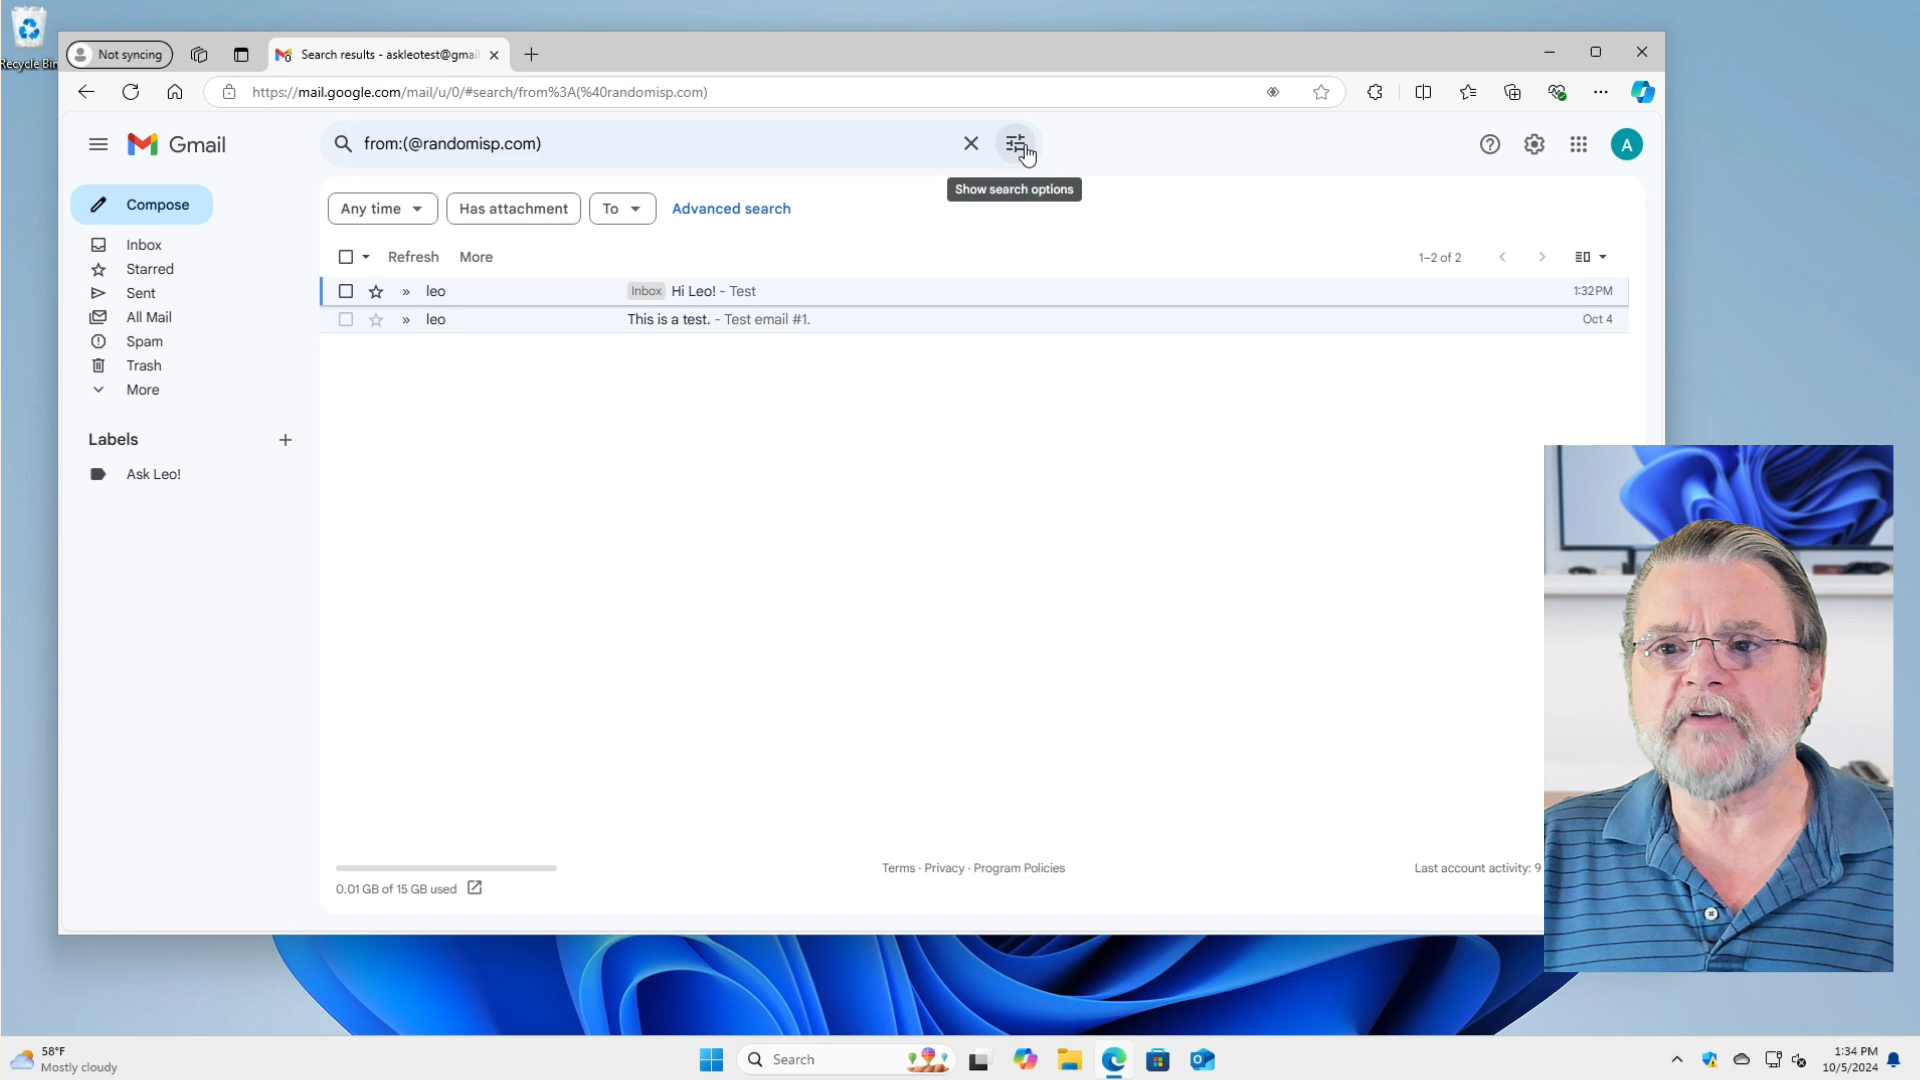 Recycle Bin
Not syncing
Search results - askleotest@gmai
https://mail.google.com/mail/u/0/#search/from%3A(%40randomisp.com)
Gmail
from:(@randomisp.com)
A
Show search options
Compose
Any time
Has attachment
To
Advanced search
Inbox
Starred
Sent
All Mail
Spam
Trash
More
Labels
Ask Leo!
Refresh
More
1–2 of 2
leo
Inbox
Hi Leo! - Test
1:32 PM
leo
This is a test. - Test email #1.
Oct 4
0.01 GB of 15 GB used
Terms · Privacy · Program Policies
Last account activity: 9
58°F
Mostly cloudy
Search
1:34 PM
10/5/2024